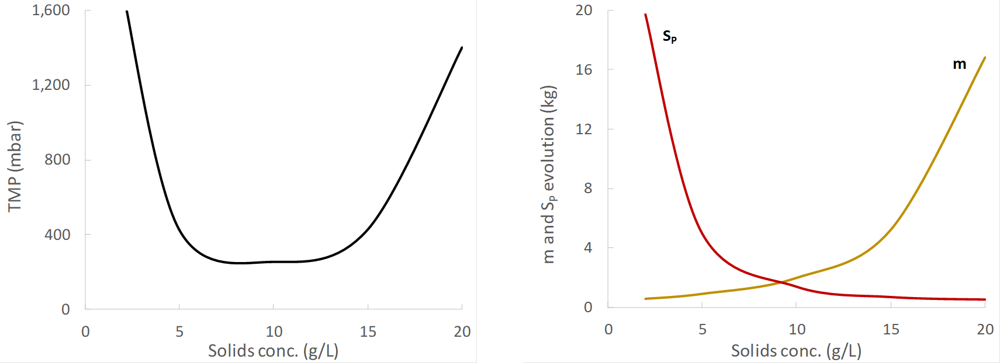 1,600
1,200
800
400
0
TMP (mbar)
0 5 10 15 20
Solids conc. (g/L)
20
16
12
8
4
0
m and SP evolution (kg)
SP
m
0 5 10 15 20
Solids conc. (g/L)